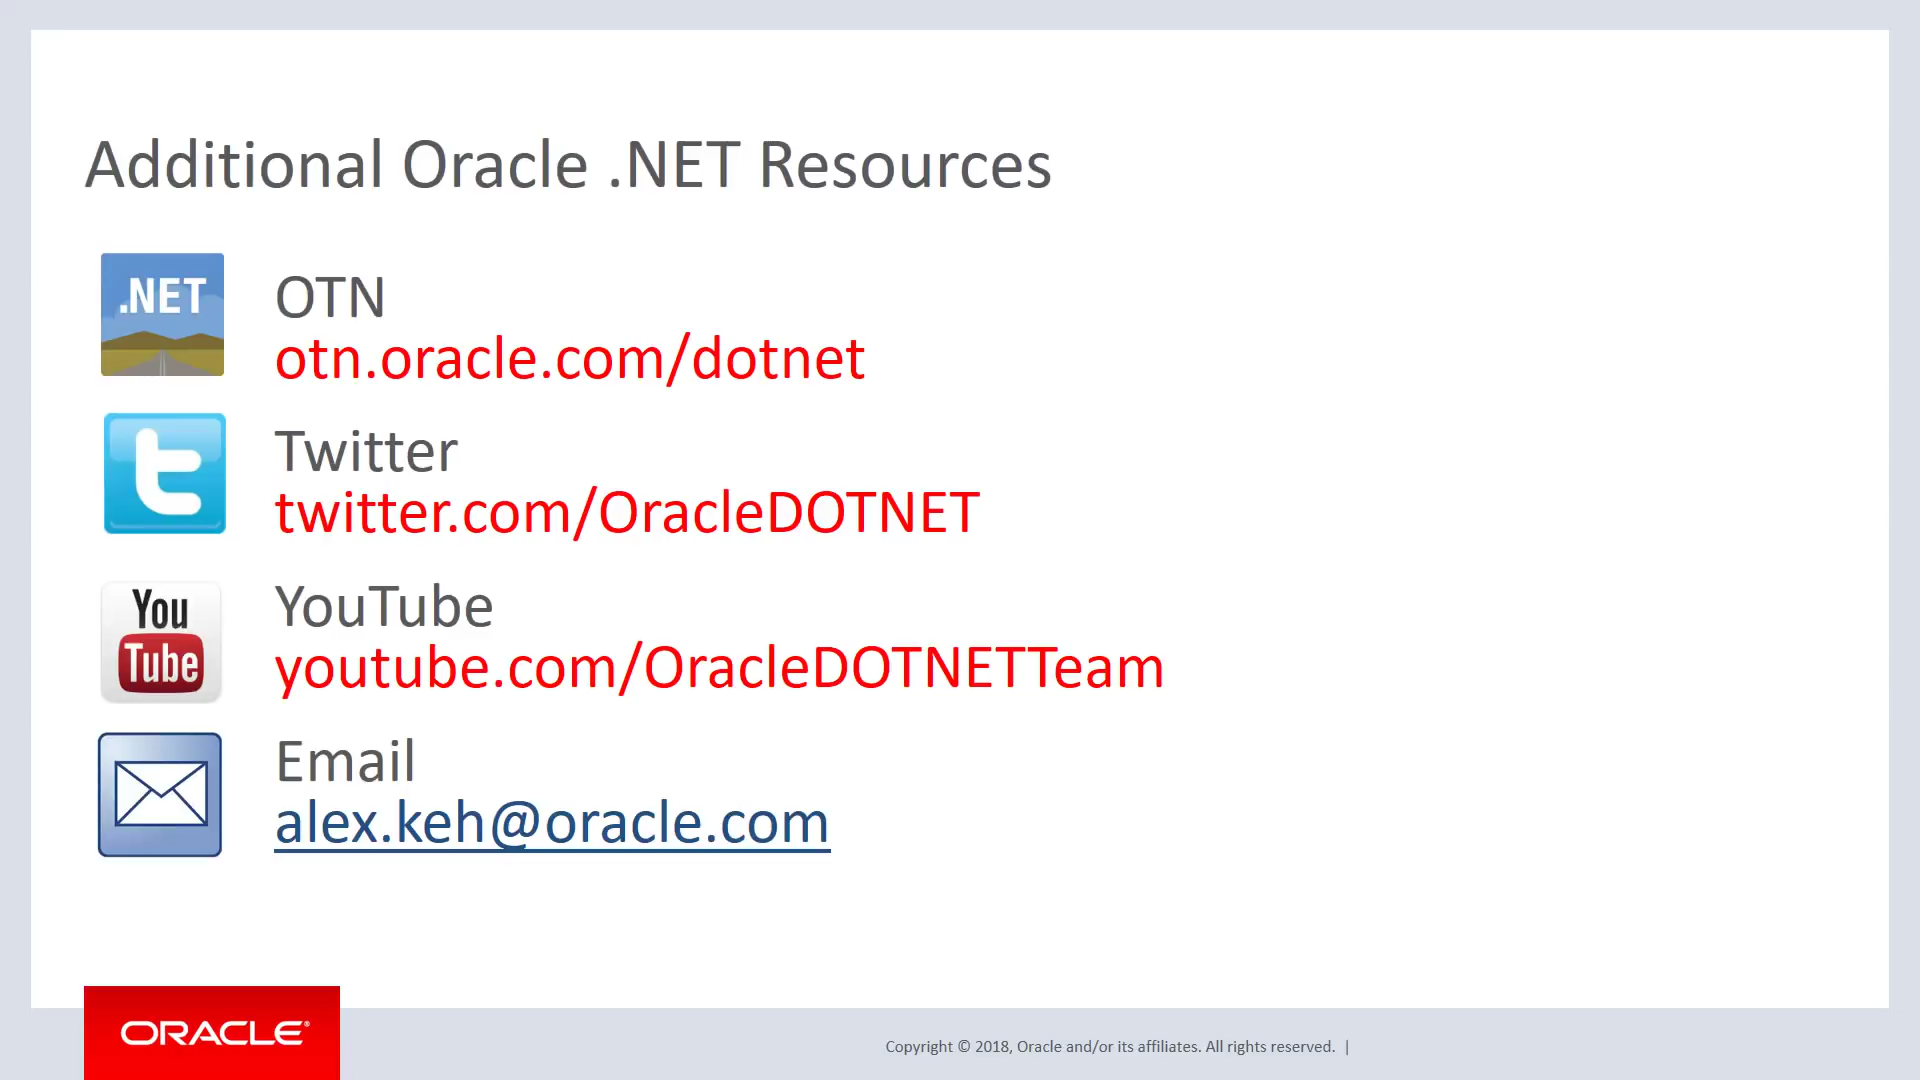 Additional Oracle .NET Resources
.NET
OTN
otn.oracle.com/dotnet
t
Twitter
twitter.com/OracleDOTNET
You
Tube
YouTube
youtube.com/OracleDOTNETTeam
Email
alex.keh@oracle.com
ORACLE®
Copyright © 2018, Oracle and/or its affiliates. All rights reserved. |